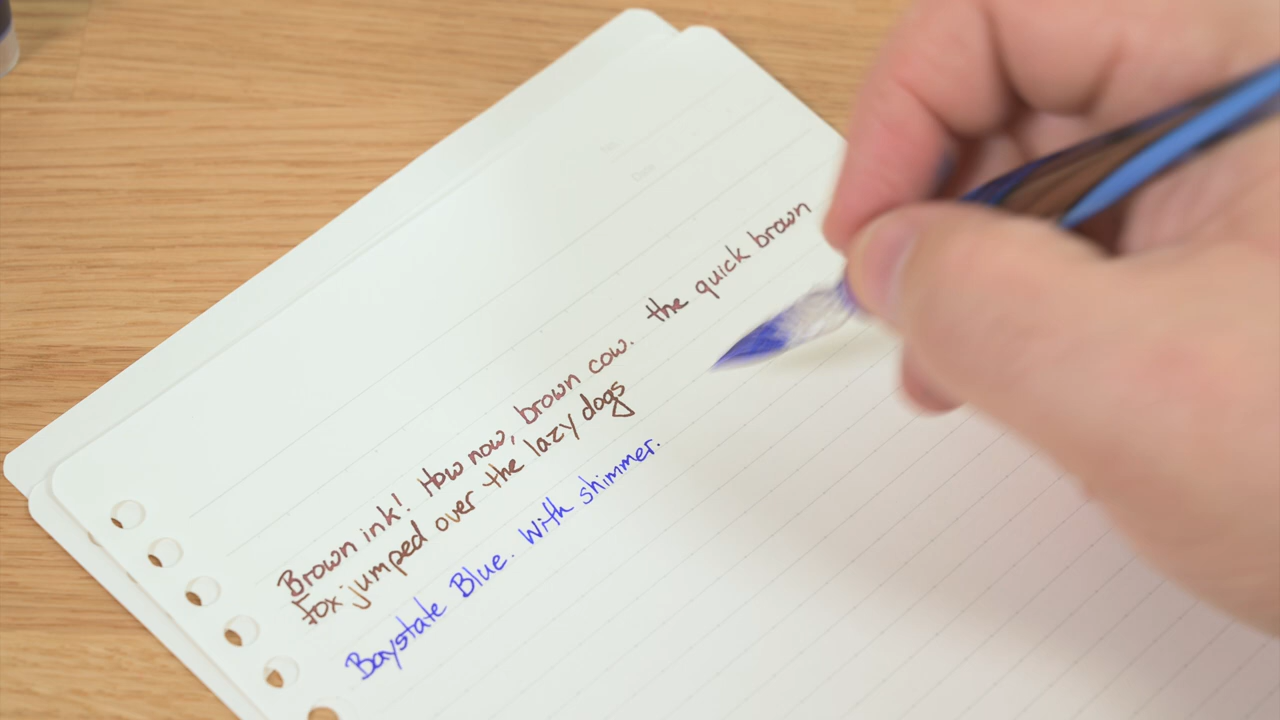 Brown ink! How now, brown cow. the quick brown
Fox jumped over the lazy dogs
Baystate Blue. With shimmer.